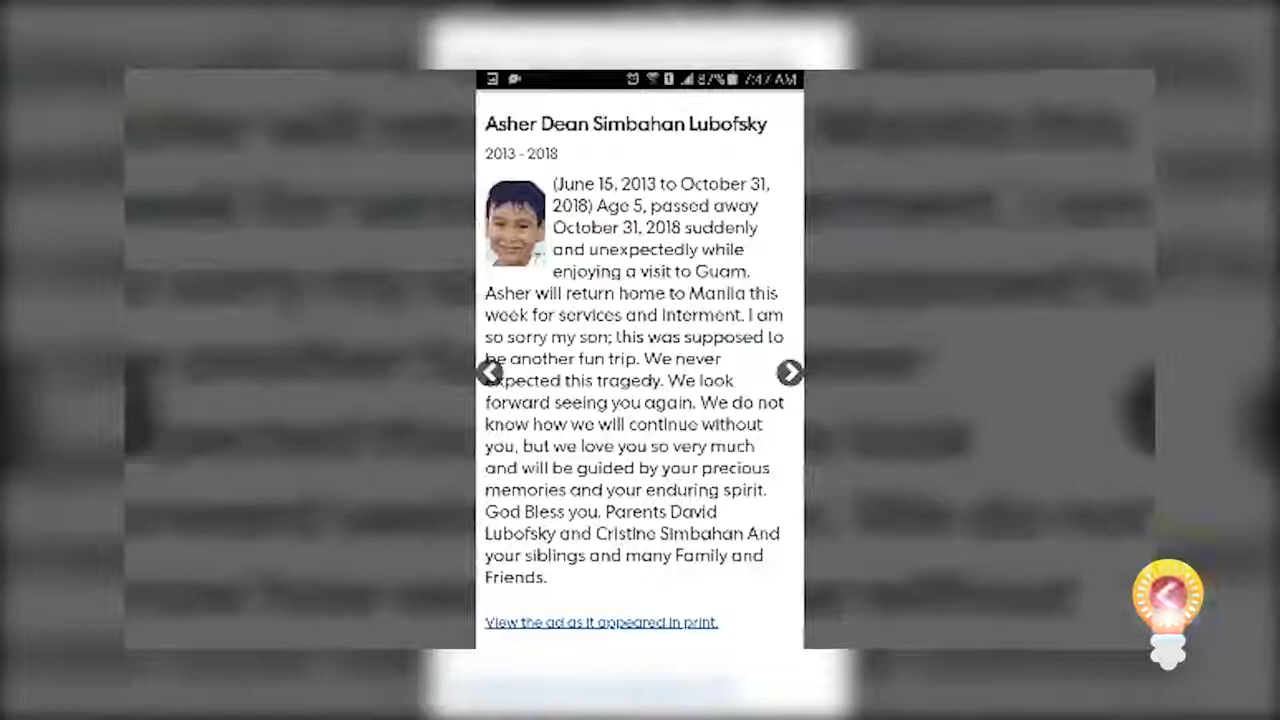 87% 7:47 AM
Asher Dean Simbahan Lubofsky
2013 - 2018
(June 15, 2013 to October 31,
2018) Age 5, passed away
October 31, 2018 suddenly
and unexpectedly while
enjoying a visit to Guam.
Asher will return home to Manila this
week for services and Interment. I am
so sorry my son; this was supposed to
be another fun trip. We never
expected this tragedy. We look
forward seeing you again. We do not
know how we will continue without
you, but we love you so very much
and will be guided by your precious
memories and your enduring spirit.
God Bless you. Parents David
Lubofsky and Cristine Simbahan And
your siblings and many Family and
Friends.
View the ad as it appeared in print.